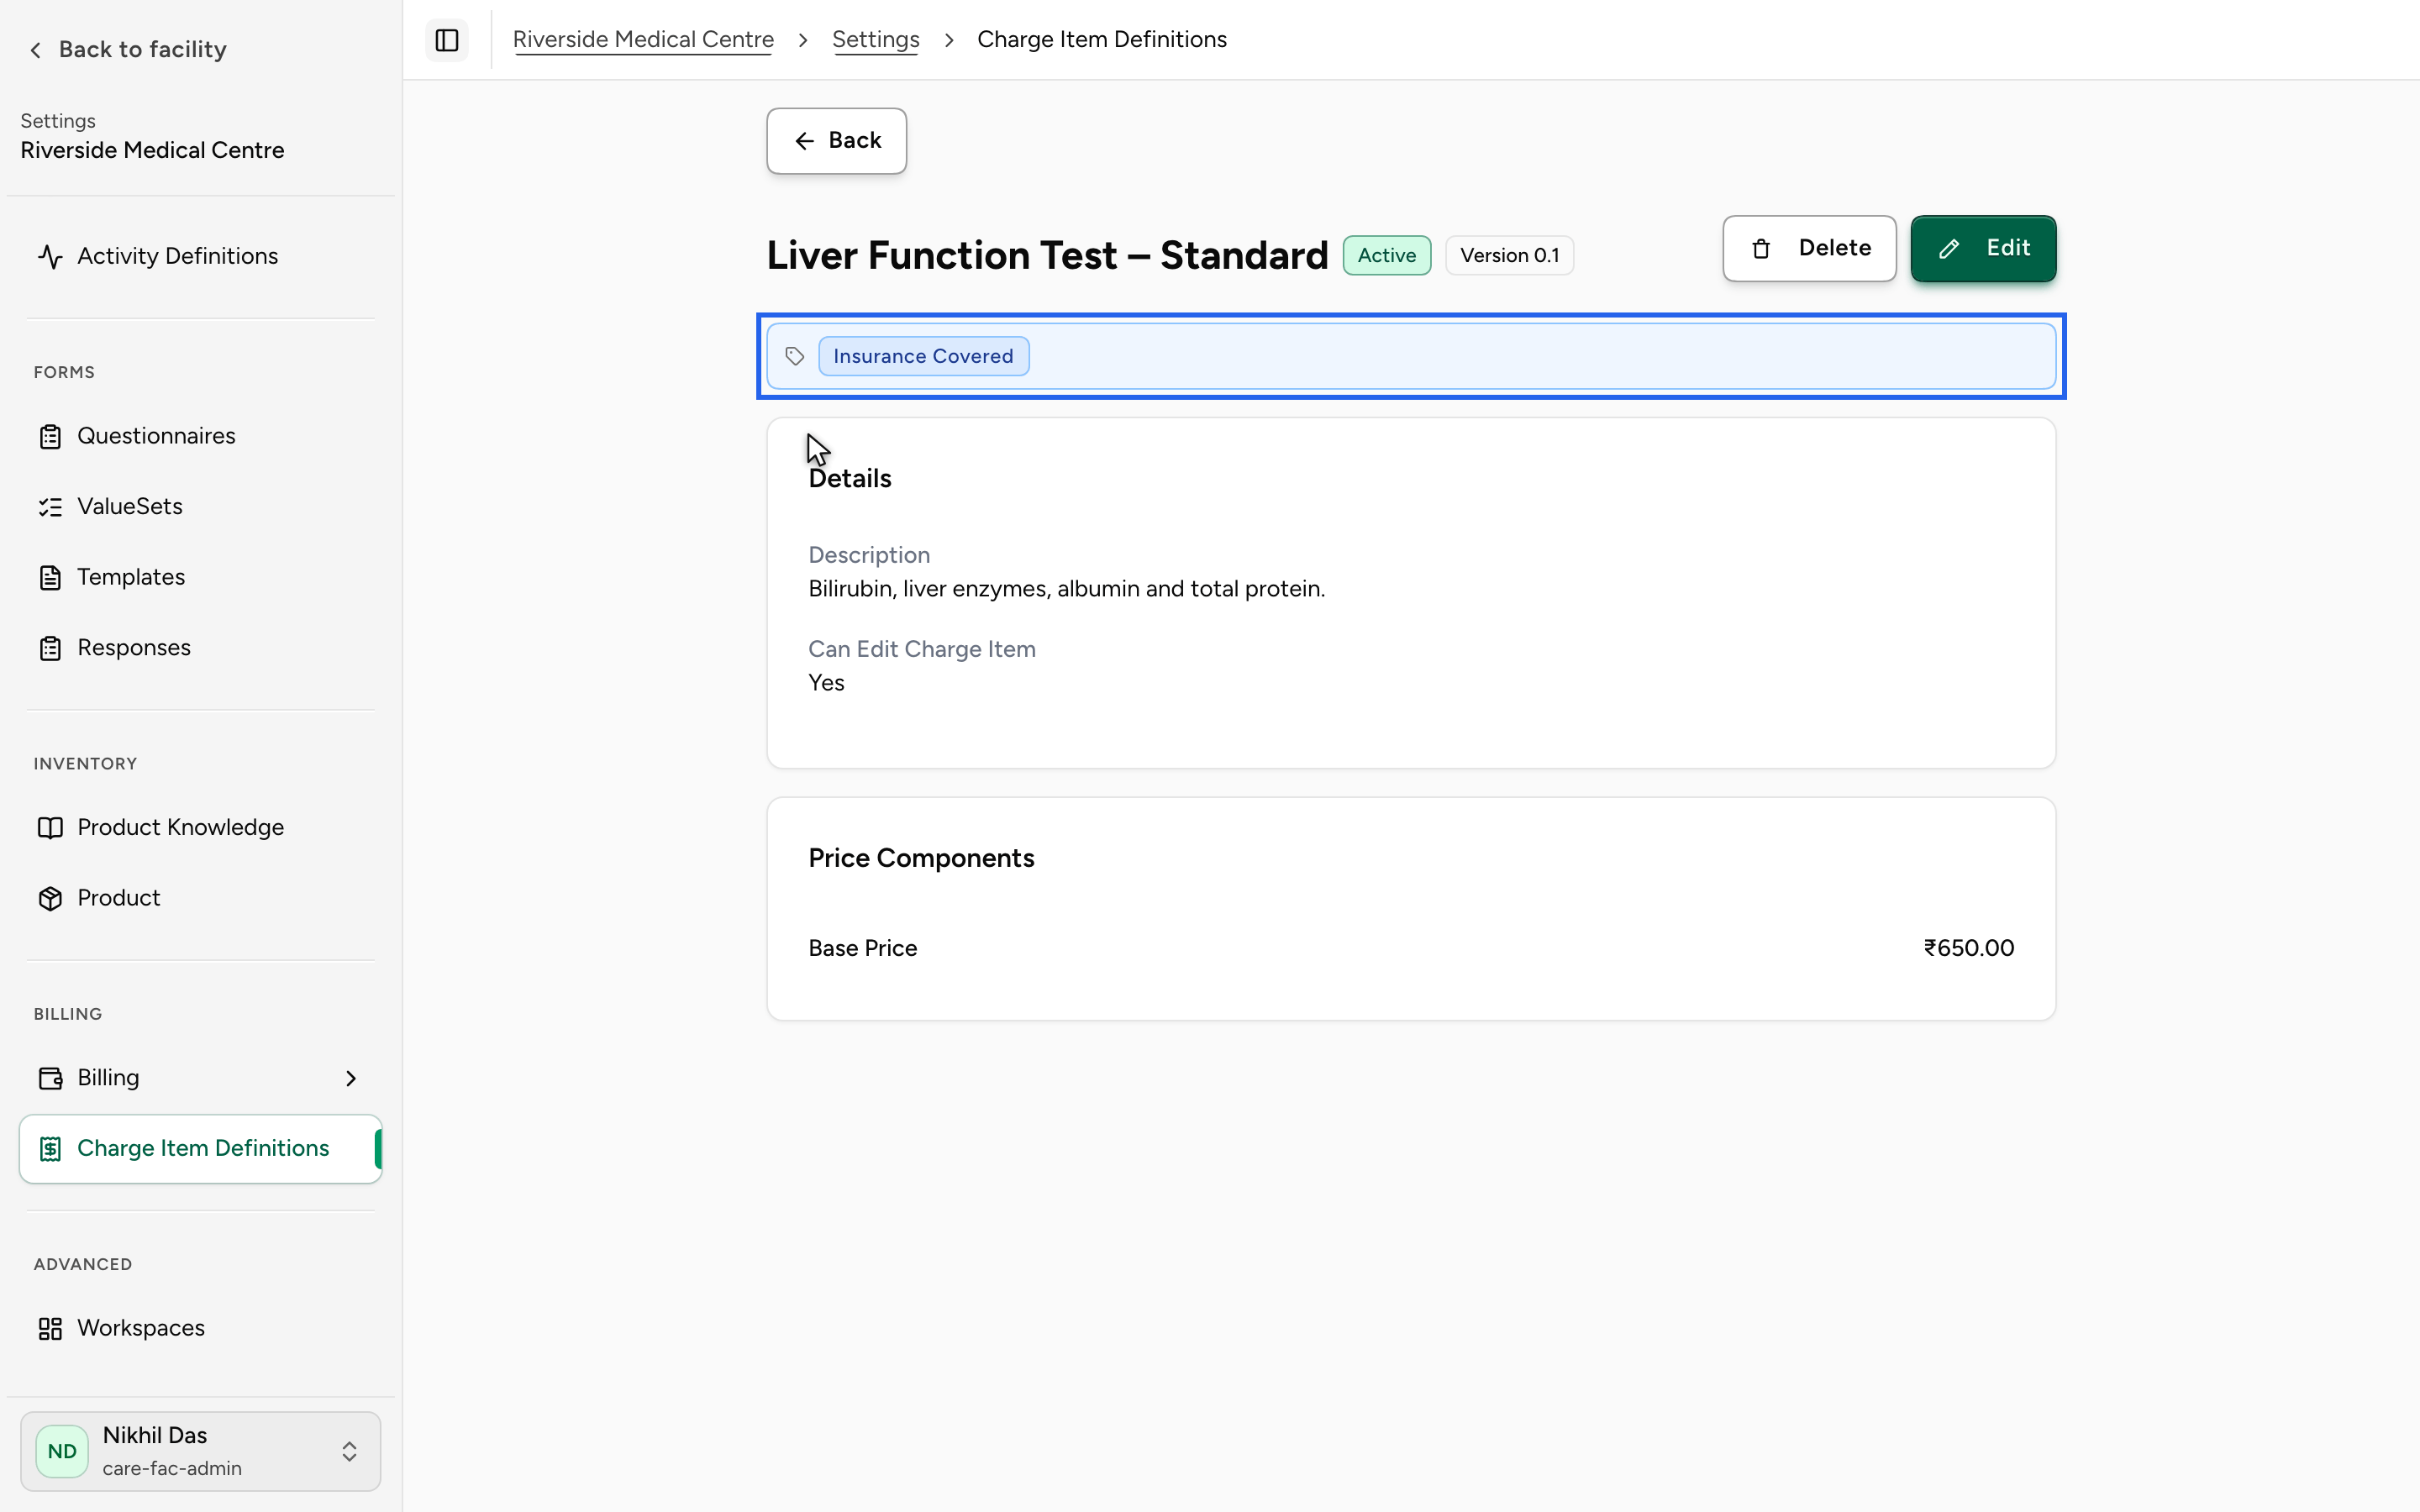 Back to facility
Settings
Riverside Medical Centre
Activity Definitions
FORMS
Questionnaires
ValueSets
Templates
Responses
INVENTORY
Product Knowledge
Product
BILLING
Billing
Charge Item Definitions
ADVANCED
Workspaces
ND
Nikhil Das
care-fac-admin
Riverside Medical Centre > Settings > Charge Item Definitions
Back
Liver Function Test – Standard Active Version 0.1
Delete Edit
Insurance Covered
Details
Description
Bilirubin, liver enzymes, albumin and total protein.
Can Edit Charge Item
Yes
Price Components
Base Price ₹650.00